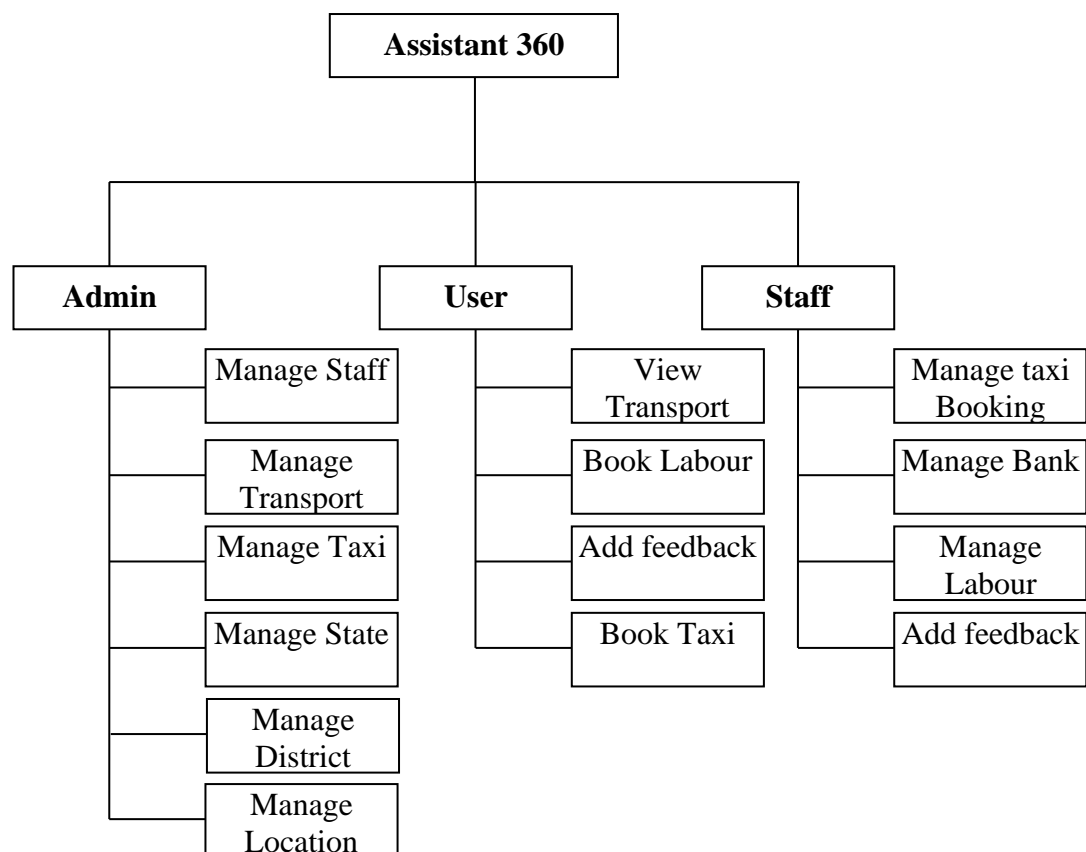 Assistant 360
Admin
User
Staff
Manage Staff
Manage
Transport
Manage Taxi
Manage State
Manage
District
Manage
Location
View
Transport
Book Labour
Add feedback
Book Taxi
Manage taxi
Booking
Manage Bank
Manage
Labour
Add feedback